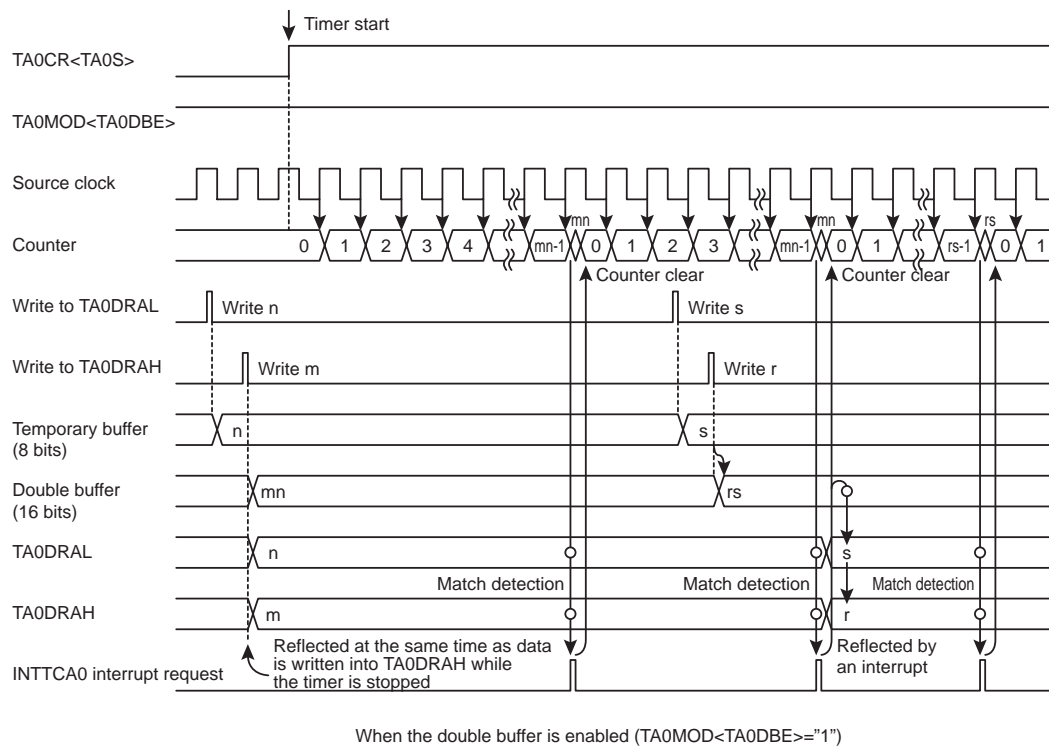 Timer start
TA0CR<TA0S>
TA0MOD<TA0DBE>
Source clock
mn mn rs
Counter 0 1 2 3 4 mn-1 0 1 2 3 mn-1 0 1 rs-1 0 1
Counter clear Counter clear
Write to TA0DRAL Write n Write s
Write to TA0DRAH Write m Write r
Temporary buffer
(8 bits)
n s
Double buffer
(16 bits)
mn rs
TA0DRAL n s
Match detection Match detection Match detection
TA0DRAH m r
Reflected at the same time as data
is written into TA0DRAH while
the timer is stopped
Reflected by
an interrupt
INTTCA0 interrupt request
When the double buffer is enabled (TA0MOD<TA0DBE>="1")